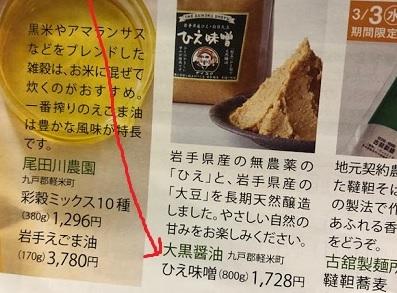 黒米やアマランサス
などをブレンドした
雑穀は、お米に混ぜて
炊くのがおすすめ。
一番搾りのえごま油
は豊かな風味が特長
です。
尾田川農園
九戸郡軽米町
彩穀ミックス10種
(380g) 1,296円
岩手えごま油
(170g) 3,780円
ひえ味噌
岩手県産の無農薬の
「ひえ」と、岩手県産の
「大豆」を長期天然醸造
しました。やさしい自然の
甘みをお楽しみください。
大黒醤油 九戸郡軽米町
ひえ味噌(800g) 1,728円
3/3(水
期間限定
地元契約農
た韃靼そば
の製法で作
あふれる香
をどうぞ。
古舘製麺所
韃靼蕎麦